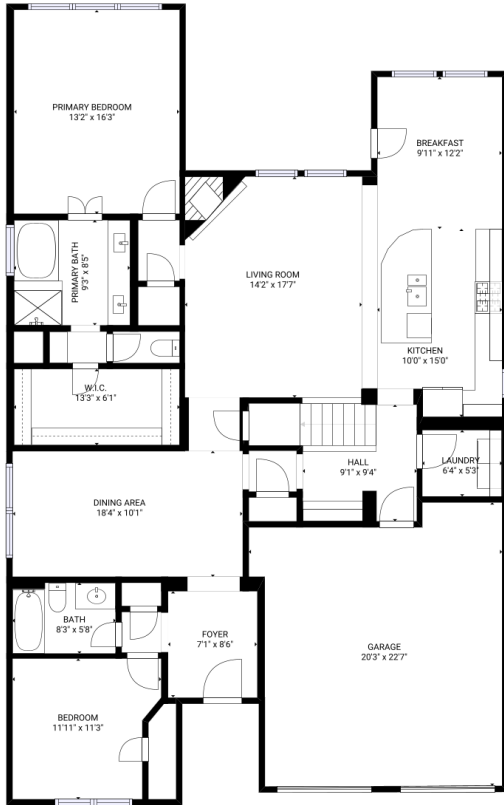 PRIMARY BEDROOM
13'2" x 16'3"
BREAKFAST
9'11" x 12'2"
PRIMARY BATH
9'3" x 8'5"
LIVING ROOM
14'2" x 17'7"
KITCHEN
10'0" x 15'0"
W.I.C.
13'3" x 6'1"
HALL
9'1" x 9'4"
LAUNDRY
6'4" x 5'3"
DINING AREA
18'4" x 10'1"
BATH
8'3" x 5'8"
FOYER
7'1" x 8'6"
GARAGE
20'3" x 22'7"
BEDROOM
11'11" x 11'3"